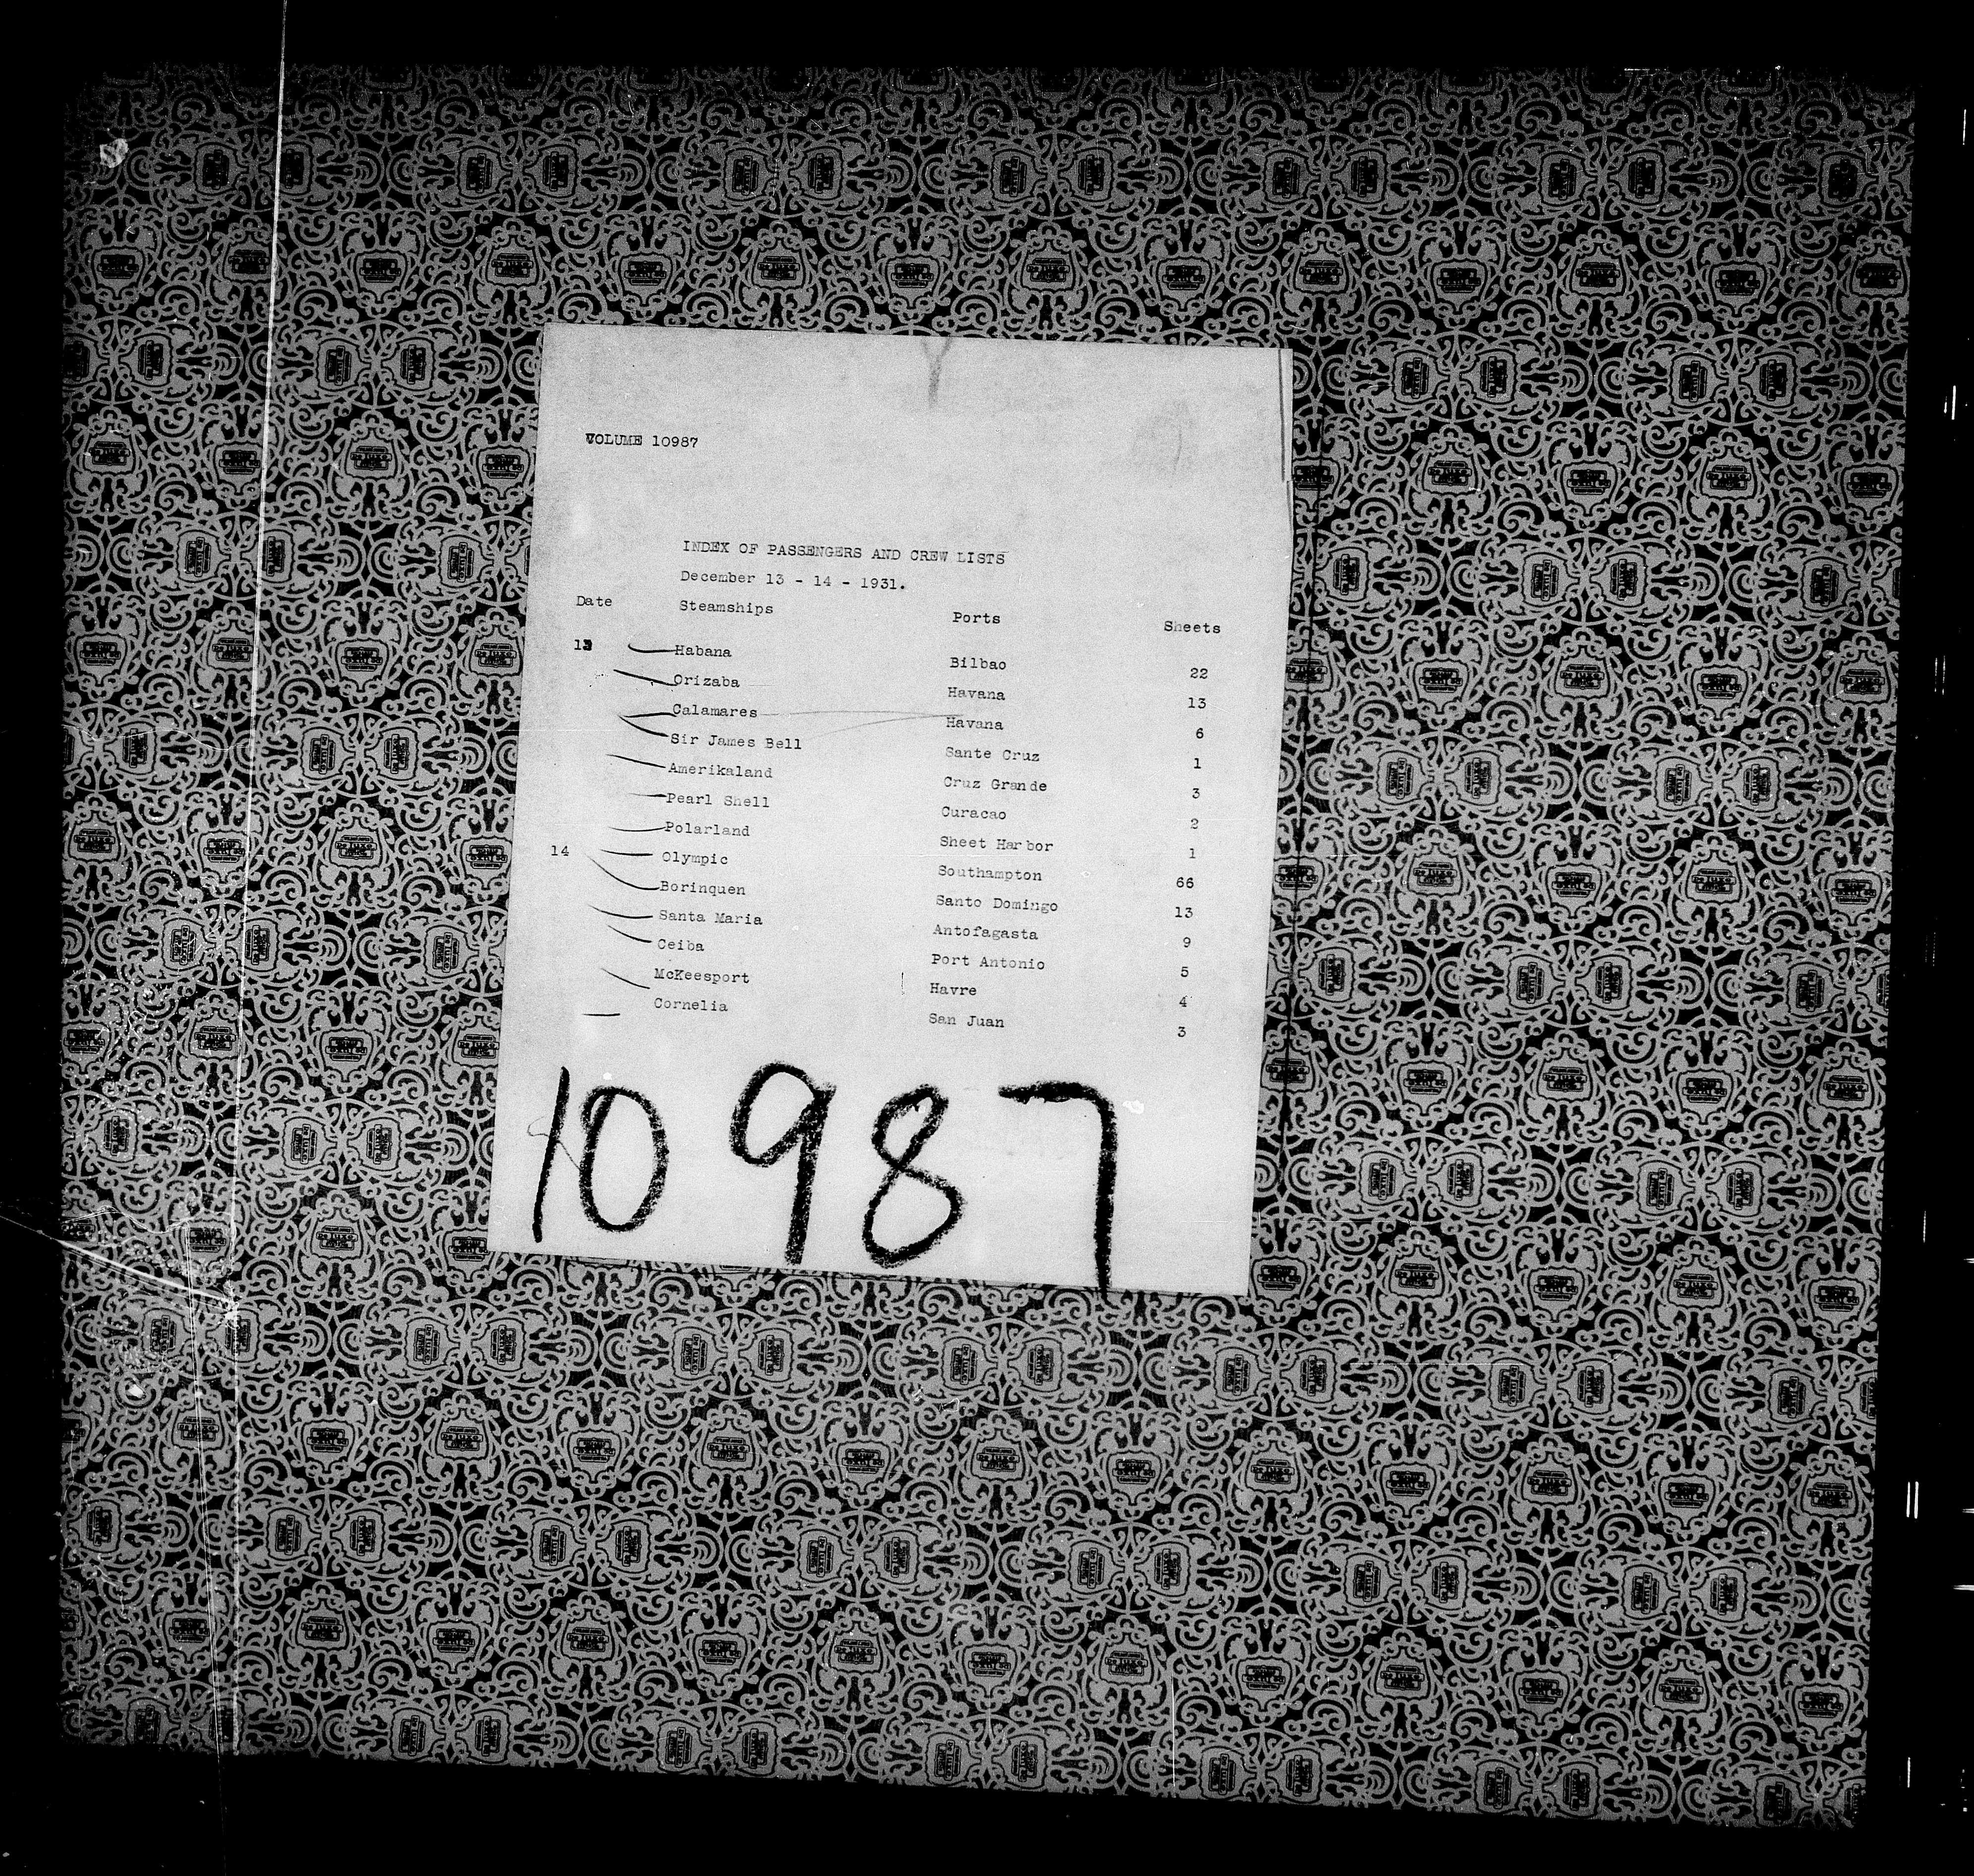 VOLUME 10987
INDEX OF PASSENGERS AND CREW LISTS
December 13 - 14 - 1931.
Date Steamships Ports Sheets
13 Habana Bilbao 22
Orizaba Havana 13
Calamares Havana 6
Sir James Bell Sante Cruz 1
Amerikaland Cruz Grande 3
Pearl Shell Curacao 2
Polarland Sheet Harbor 1
14 Olympic Southampton 66
Borinquen Santo Domingo 13
Santa Maria Antofagasta 9
Ceiba Port Antonio 5
McKeesport Havre 4
Cornelia San Juan 3
10987